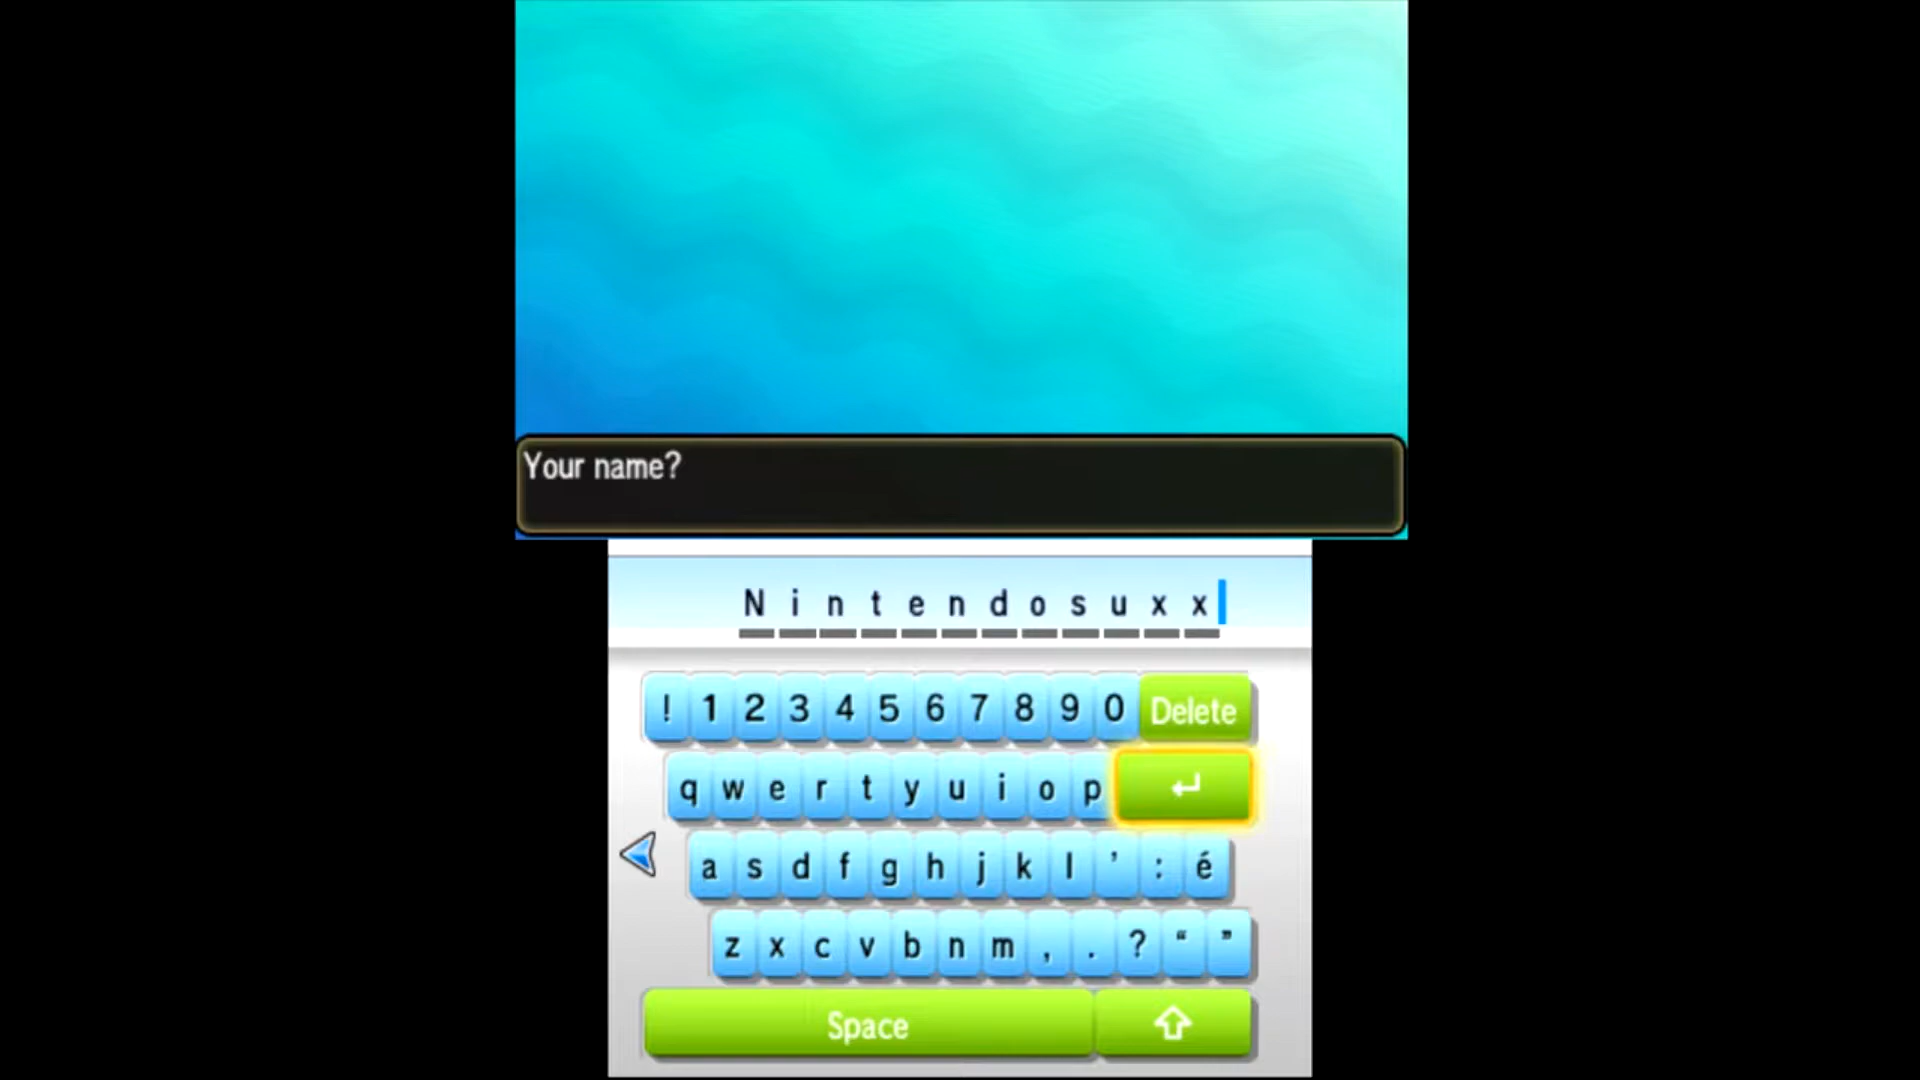 Your name?
Nintendosuxx
! 1 2 3 4 5 6 7 8 9 0 Delete
q w e r t y u i o p
a s d f g h j k l ’ : é
z x c v b n m , . ? “ ”
Space